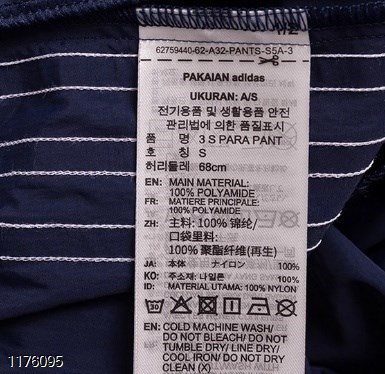 62759440-62-A32-PANTS-S5A-3
PAKAIAN adidas
UKURAN: A/S
전기용품 및 생활용품 안전
관리법에 의한 품질표시
품 명 3 S PARA PANT
호 칭 S
허리둘레 68cm
EN: MAIN MATERIAL:
100% POLYAMIDE
FR: MATIERE PRINCIPALE:
100% POLYAMIDE
ZH: 主料: 100% 锦纶/
口袋里料:
100% 聚酯纤维(再生)
JA: 本体 ナイロン 100%
KO: 주소재: 나일론 100%
ID: MATERIAL UTAMA: 100% NYLON
30
EN: COLD MACHINE WASH/
DO NOT BLEACH/ DO NOT
TUMBLE DRY/ LINE DRY/
COOL IRON/ DO NOT DRY
CLEAN (X)
1176095